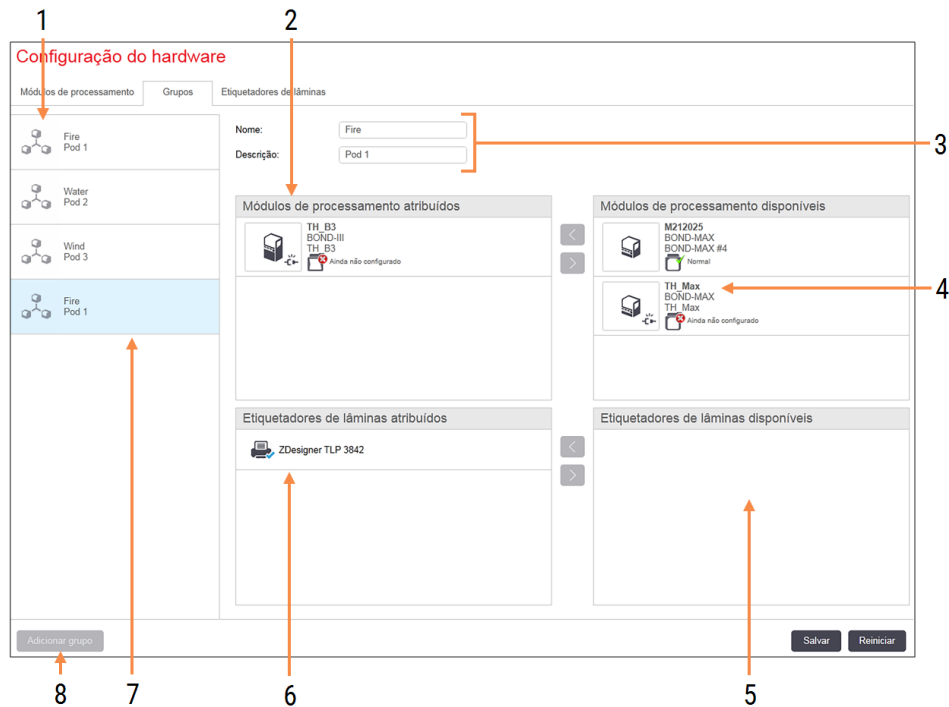 1
2
Configuração do hardware
Módulos de processamento
Grupos
Etiquetadores de lâminas
Fire
Pod 1
Water
Pod 2
Wind
Pod 3
Fire
Pod 1
Nome:
Fire
Descrição:
Pod 1
3
Módulos de processamento atribuídos
TH_B3
BOND-III
TH_B3
Ainda não configurado
<
>
Módulos de processamento disponíveis
M212025
BOND-MAX
BOND-MAX #4
Normal
TH_Max
BOND-MAX
TH_Max
Ainda não configurado
4
Etiquetadores de lâminas atribuídos
ZDesigner TLP 3842
<
>
Etiquetadores de lâminas disponíveis
Adicionar grupo
Salvar
Reiniciar
8
7
6
5